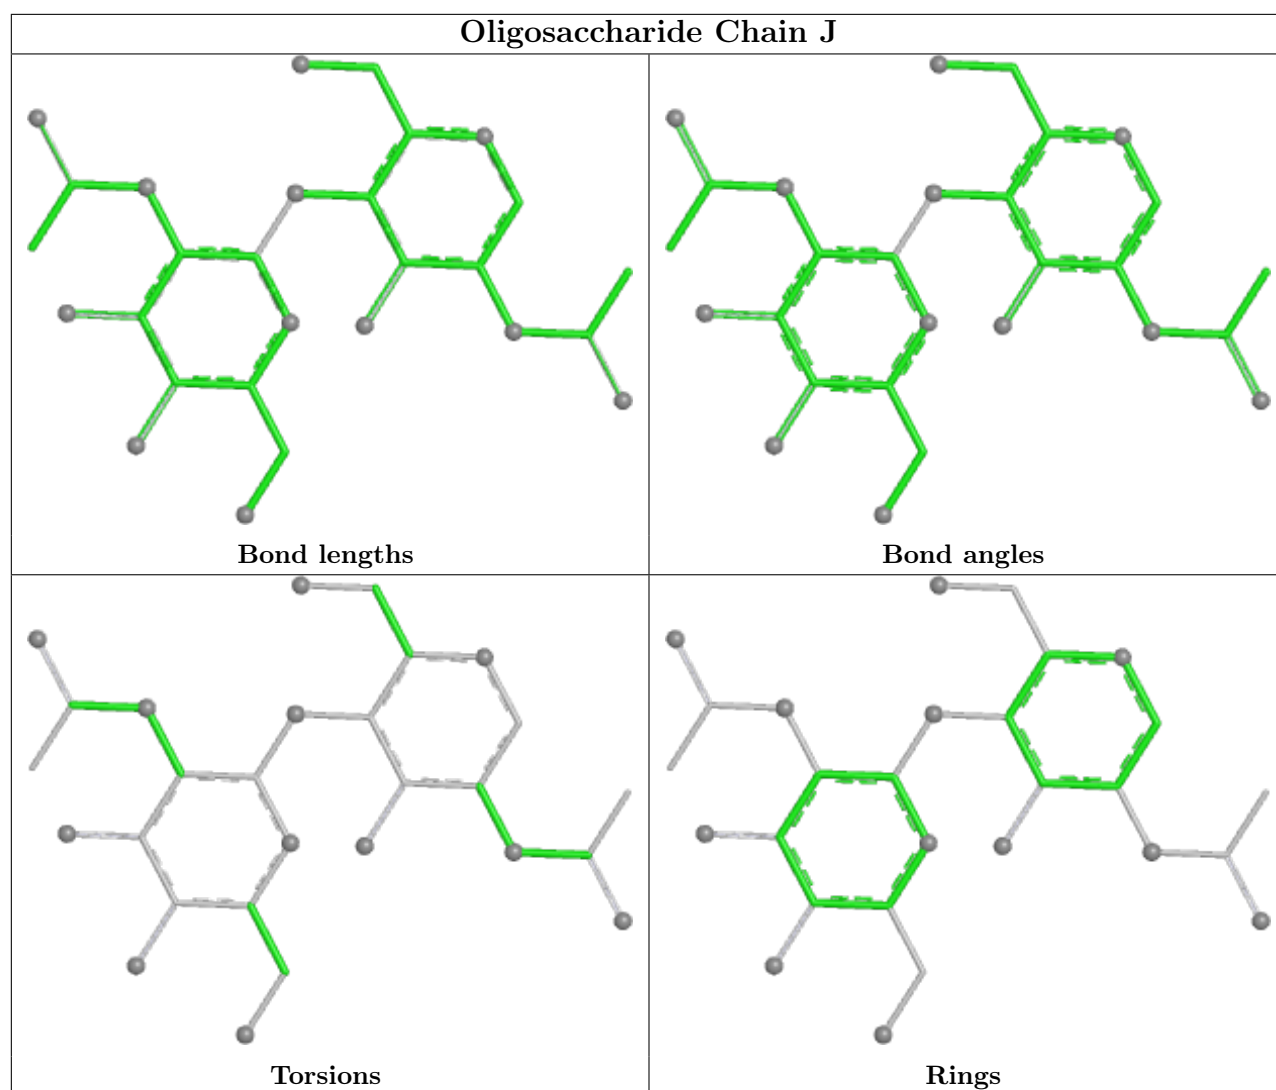 Oligosaccharide Chain J
Bond lengths
Bond angles
Torsions
Rings